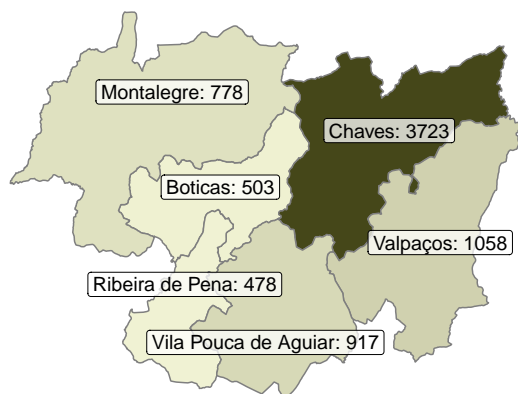 Montalegre: 778
Chaves: 3723
Boticas: 503
Valpaços: 1058
Ribeira de Pena: 478
Vila Pouca de Aguiar: 917